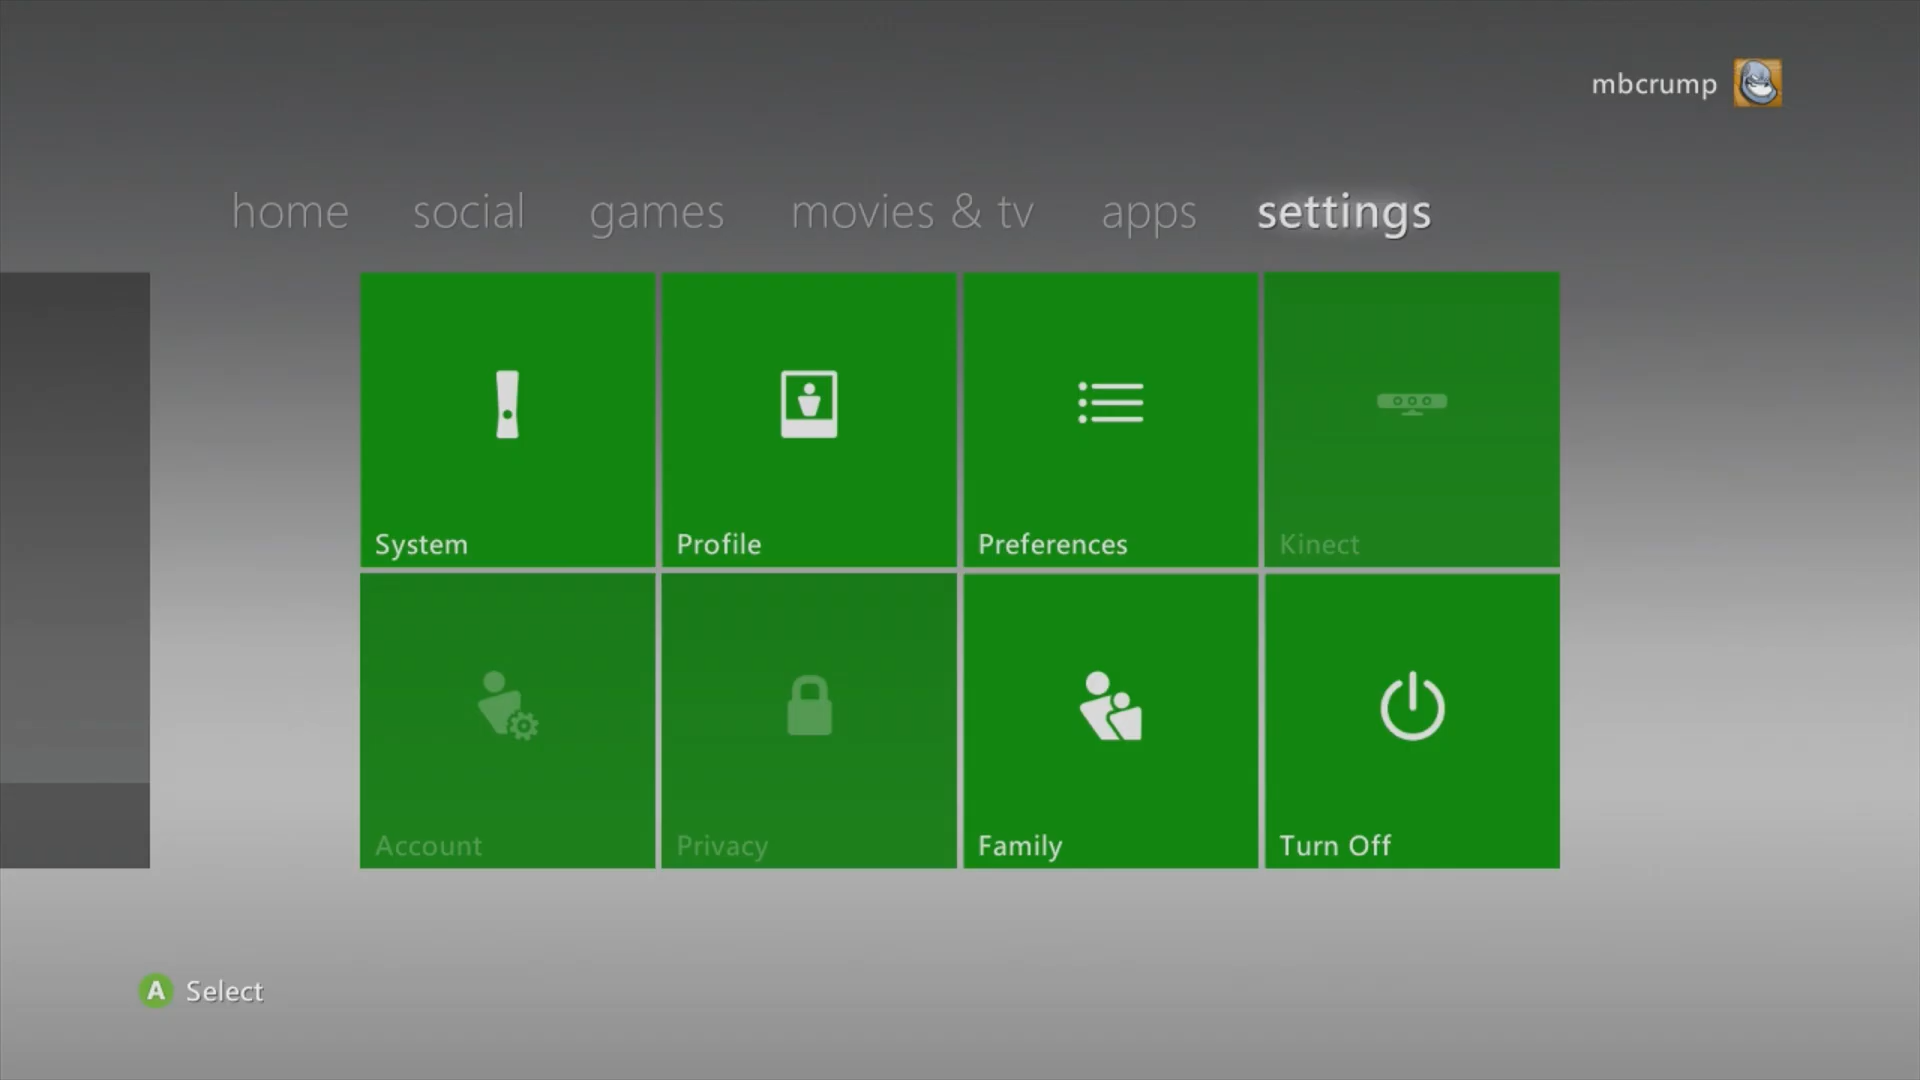 mbcrump
home social games movies & tv apps settings
System Profile Preferences Kinect
Account Privacy Family Turn Off
A Select